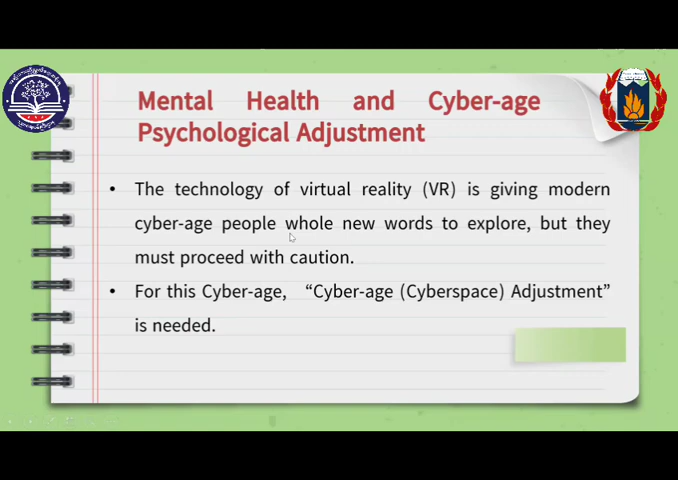 Mental Health and Cyber-age
Psychological Adjustment
• The technology of virtual reality (VR) is giving modern
cyber-age people whole new words to explore, but they
must proceed with caution.
• For this Cyber-age, “Cyber-age (Cyberspace) Adjustment”
is needed.